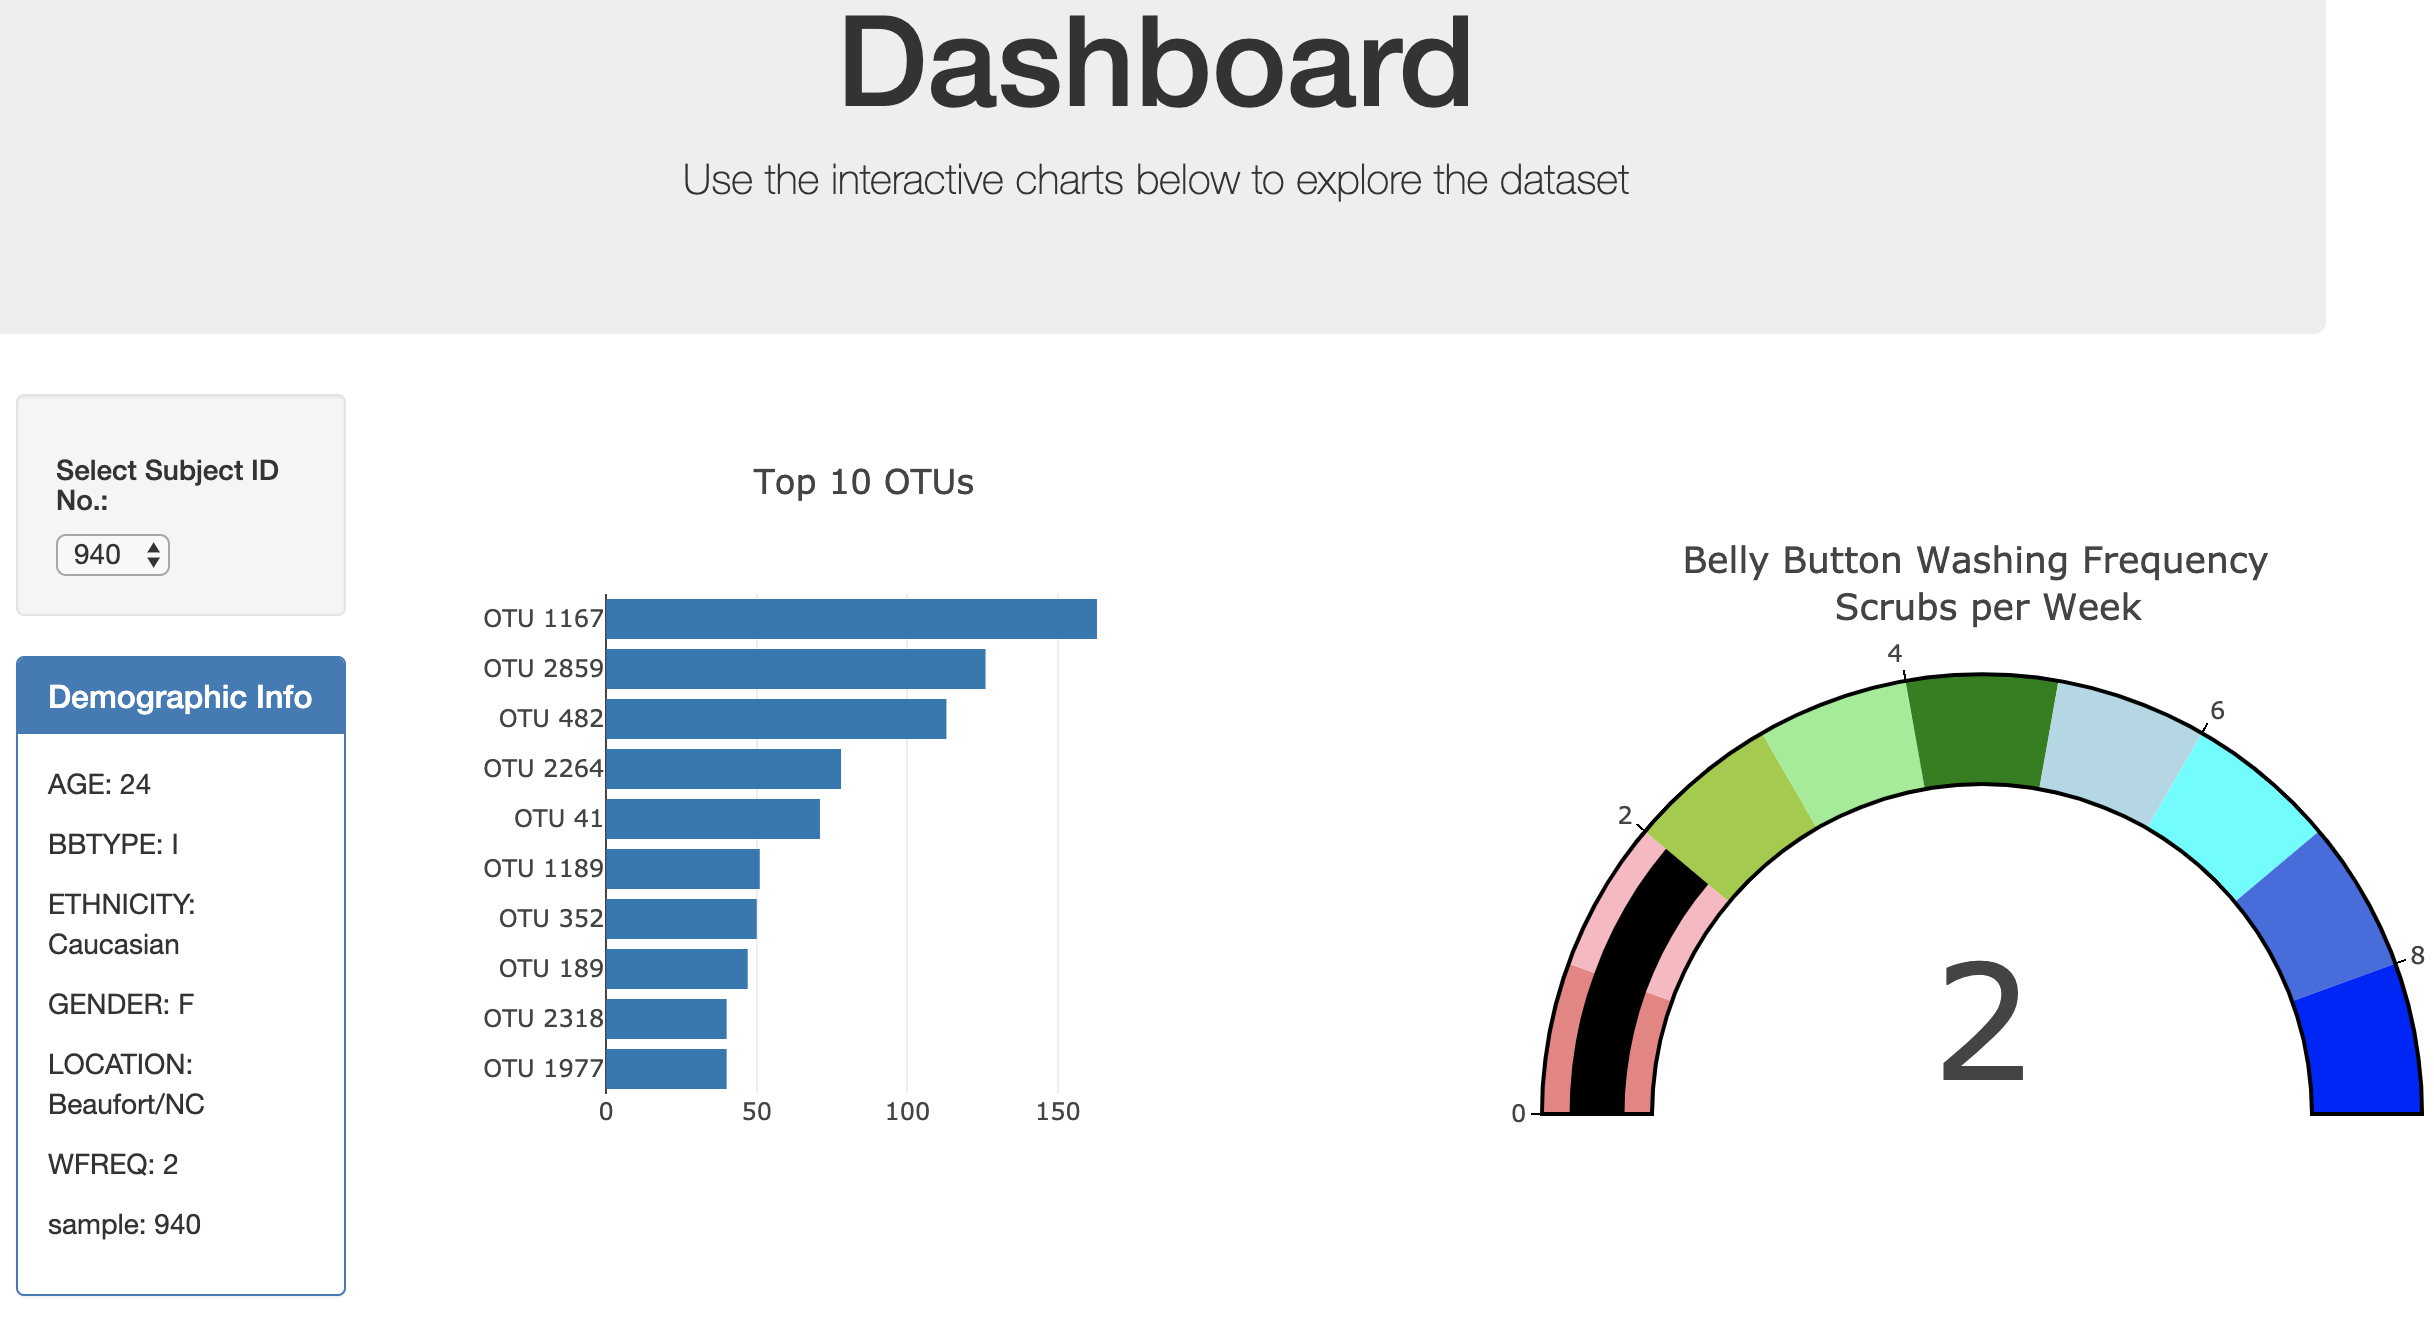 Dashboard
Use the interactive charts below to explore the dataset
Select Subject ID
No.:
940
Demographic Info
AGE: 24
BBTYPE: I
ETHNICITY:
Caucasian
GENDER: F
LOCATION:
Beaufort/NC
WFREQ: 2
sample: 940
Top 10 OTUs
OTU 1167
OTU 2859
OTU 482
OTU 2264
OTU 41
OTU 1189
OTU 352
OTU 189
OTU 2318
OTU 1977
0 50 100 150
Belly Button Washing Frequency
Scrubs per Week
0
2
4
6
8
2